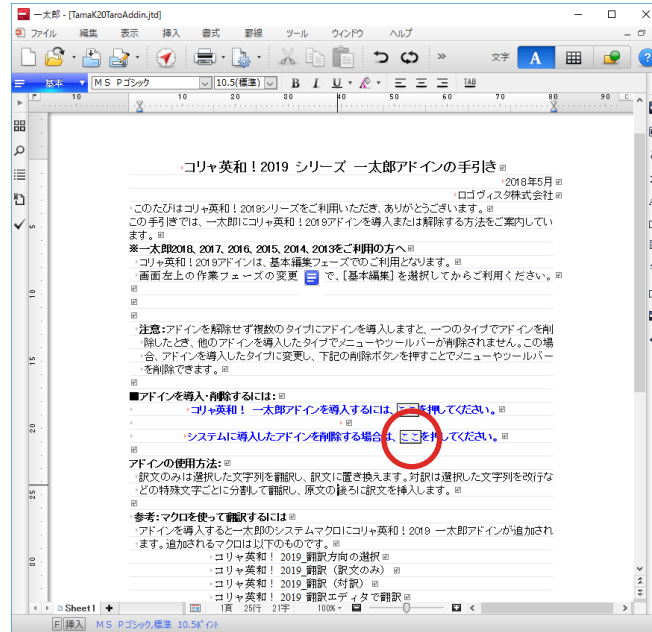 一太郎 - [TamaK20TaroAddin.jtd]
ファイル 編集 表示 挿入 書式 罫線 ツール ウィンドウ ヘルプ
文字 A
基本 ＭＳ Ｐゴシック 10.5(標準) B I U TAB
10 10 20 30 40 50 60 70 80 90
コリャ英和！2019 シリーズ 一太郎アドインの手引き
2018年5月
ロゴヴィスタ株式会社
このたびはコリャ英和！2019シリーズをご利用いただき、ありがとうございます。
この手引きでは、一太郎にコリャ英和！2019アドインを導入または解除する方法をご案内してい
ます。
※一太郎2018、2017、2016、2015、2014、2013をご利用の方へ
コリャ英和！2019アドインは、基本編集フェーズでのご利用となります。
画面左上の作業フェーズの変更 で、[基本編集] を選択してからご利用ください。
注意：アドインを解除せず複数のタイプにアドインを導入しますと、一つのタイプでアドインを削
除したとき、他のアドインを導入したタイプでメニューやツールバーが削除されません。この場
合、アドインを導入したタイプに変更し、下記の削除ボタンを押すことでメニューやツールバー
を削除できます。
■アドインを導入・削除するには：
コリャ英和！ 一太郎アドインを導入するには、ここを押してください。
システムに導入したアドインを削除する場合は、ここを押してください。
アドインの使用方法：
訳文のみは選択した文字列を翻訳し、訳文に置き換えます。対訳は選択した文字列を改行な
どの特殊文字ごとに分割して翻訳し、原文の後ろに訳文を挿入します。
参考：マクロを使って翻訳するには
アドインを導入すると一太郎のシステムマクロにコリャ英和！2019 一太郎アドインが追加され
ます。追加されるマクロは以下のものです。
コリャ英和！ 2019_翻訳方向の選択
コリャ英和！ 2019_翻訳（訳文のみ）
コリャ英和！ 2019_翻訳（対訳）
コリャ英和！ 2019 翻訳エディタで翻訳
Sheet1 1頁 25行 21字 100%
F 挿入 ＭＳ Ｐゴシック,標準 10.5ポイント